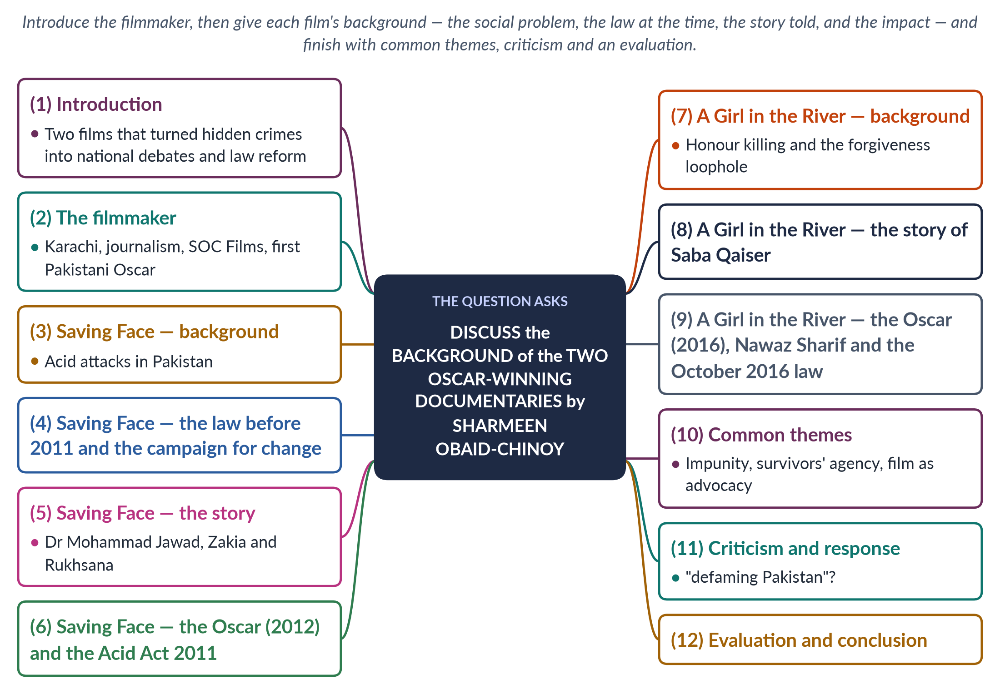 Introduce the filmmaker, then give each film's background — the social problem, the law at the time, the story told, and the impact — and
finish with common themes, criticism and an evaluation.
(1) Introduction
● Two films that turned hidden crimes
into national debates and law reform
(2) The filmmaker
● Karachi, journalism, SOC Films, first
Pakistani Oscar
(3) Saving Face — background
● Acid attacks in Pakistan
(4) Saving Face — the law before
2011 and the campaign for change
(5) Saving Face — the story
● Dr Mohammad Jawad, Zakia and
Rukhsana
(6) Saving Face — the Oscar (2012)
and the Acid Act 2011
THE QUESTION ASKS
DISCUSS the
BACKGROUND of the TWO
OSCAR-WINNING
DOCUMENTARIES by
SHARMEEN
OBAID-CHINOY
(7) A Girl in the River — background
● Honour killing and the forgiveness
loophole
(8) A Girl in the River — the story of
Saba Qaiser
(9) A Girl in the River — the Oscar
(2016), Nawaz Sharif and the
October 2016 law
(10) Common themes
● Impunity, survivors' agency, film as
advocacy
(11) Criticism and response
● "defaming Pakistan"?
(12) Evaluation and conclusion